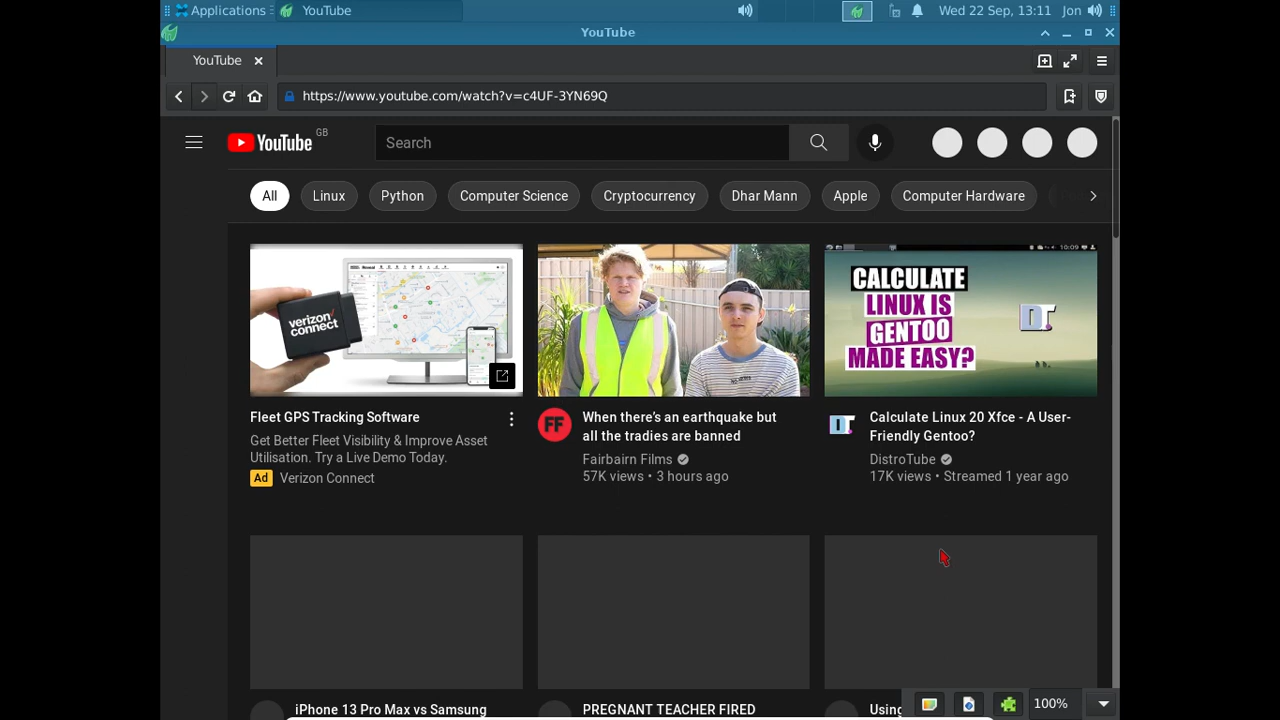 Applications
YouTube
Wed 22 Sep, 13:11
Jon
YouTube
YouTube
https://www.youtube.com/watch?v=c4UF-3YN69Q
YouTube GB
Search
All
Linux
Python
Computer Science
Cryptocurrency
Dhar Mann
Apple
Computer Hardware
verizon
connect
CALCULATE
LINUX IS
GENTOO
MADE EASY?
DT
10:09
Fleet GPS Tracking Software
Get Better Fleet Visibility & Improve Asset
Utilisation. Try a Live Demo Today.
Ad Verizon Connect
FF
When there's an earthquake but
all the tradies are banned
Fairbairn Films
57K views • 3 hours ago
DT
Calculate Linux 20 Xfce - A User-
Friendly Gentoo?
DistroTube
17K views • Streamed 1 year ago
iPhone 13 Pro Max vs Samsung
PREGNANT TEACHER FIRED
Using
100%